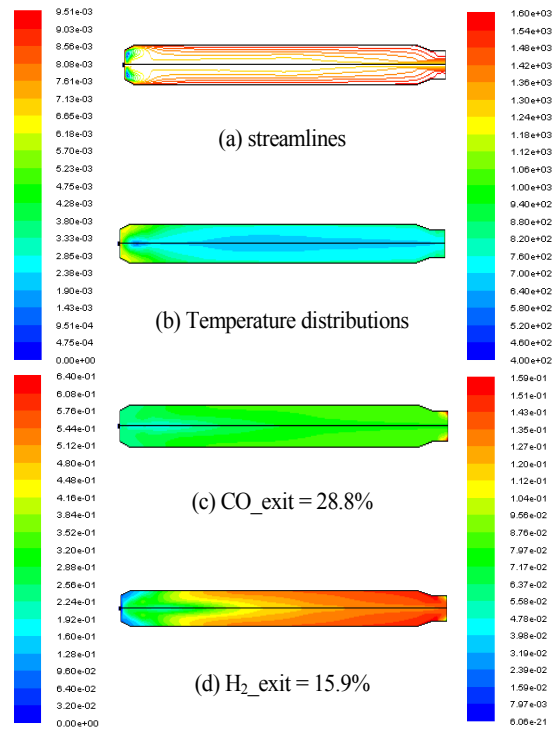 9.51e-03
9.03e-03
8.56e-03
8.08e-03
7.61e-03
7.13e-03
6.65e-03
6.18e-03
5.70e-03
5.23e-03
4.75e-03
4.28e-03
3.80e-03
3.33e-03
2.85e-03
2.38e-03
1.90e-03
1.43e-03
9.51e-04
4.75e-04
0.00e+00
(a) streamlines
(b) Temperature distributions
1.60e+03
1.54e+03
1.48e+03
1.42e+03
1.36e+03
1.30e+03
1.24e+03
1.18e+03
1.12e+03
1.06e+03
1.00e+03
9.40e+02
8.80e+02
8.20e+02
7.60e+02
7.00e+02
6.40e+02
5.80e+02
5.20e+02
4.60e+02
4.00e+02
6.40e-01
6.08e-01
5.76e-01
5.44e-01
5.12e-01
4.80e-01
4.48e-01
4.16e-01
3.84e-01
3.52e-01
3.20e-01
2.88e-01
2.56e-01
2.24e-01
1.92e-01
1.60e-01
1.28e-01
9.60e-02
6.40e-02
3.20e-02
0.00e+00
(c) CO_exit = 28.8%
(d) H₂_exit = 15.9%
1.59e-01
1.51e-01
1.43e-01
1.35e-01
1.27e-01
1.20e-01
1.12e-01
1.04e-01
9.56e-02
8.76e-02
7.97e-02
7.17e-02
6.37e-02
5.58e-02
4.78e-02
3.98e-02
3.19e-02
2.39e-02
1.59e-02
7.97e-03
6.06e-21